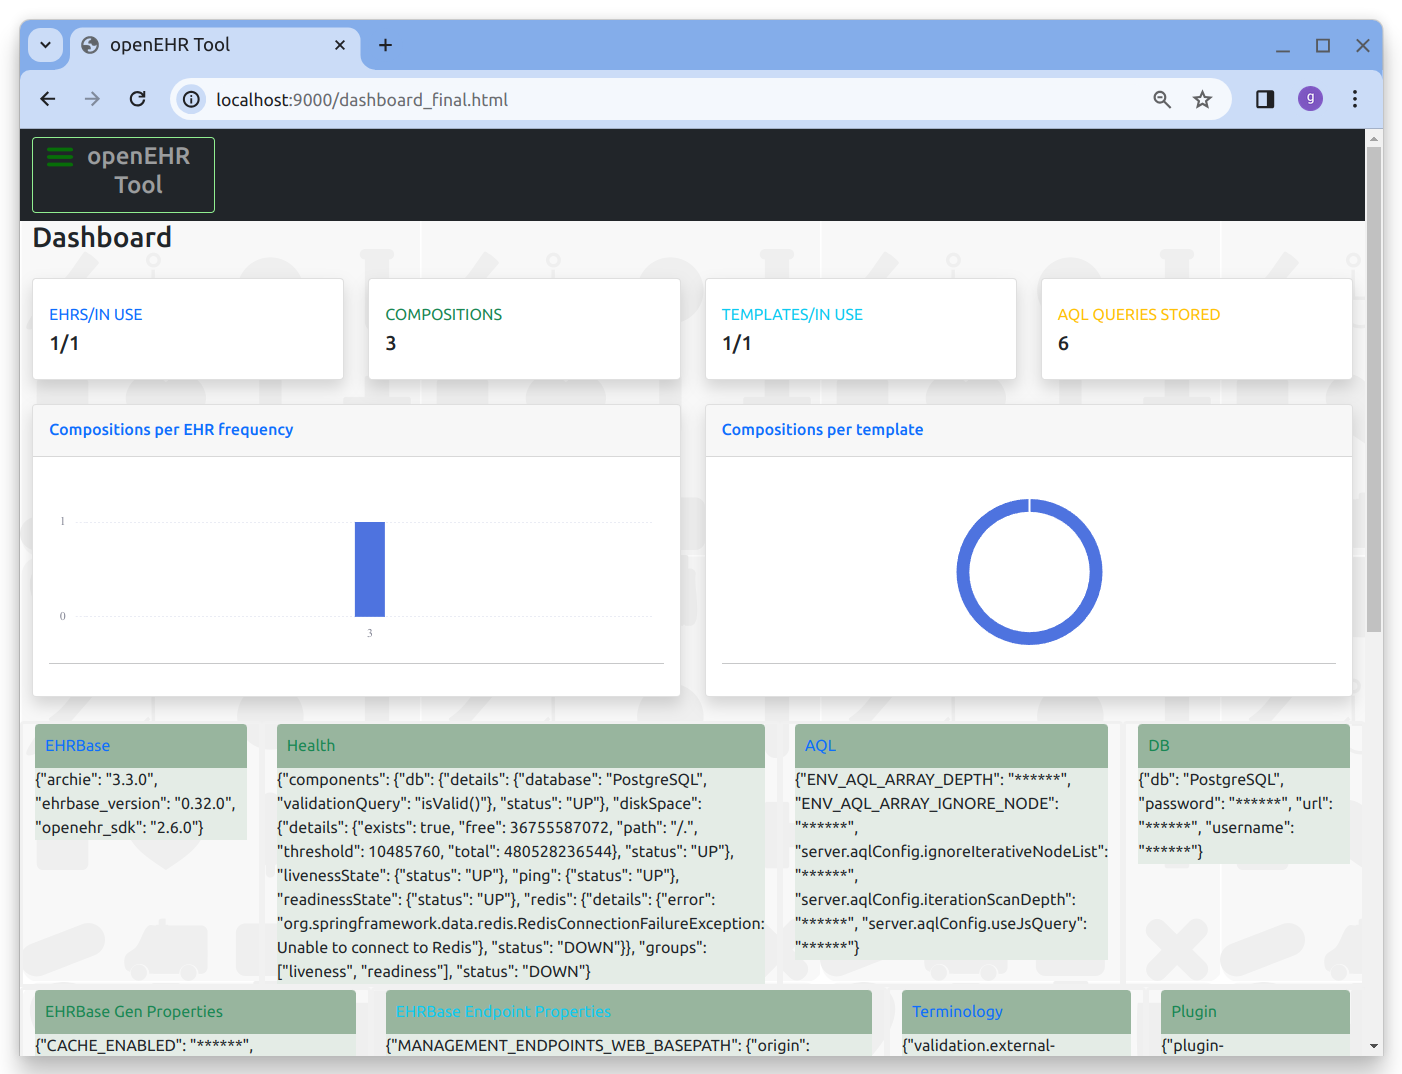 openEHR Tool
localhost:9000/dashboard_final.html
g
openEHR
Tool
Dashboard
EHRS/IN USE
1/1
COMPOSITIONS
3
TEMPLATES/IN USE
1/1
AQL QUERIES STORED
6
Compositions per EHR frequency
1
0
3
Compositions per template
EHRBase
{"archie": "3.3.0",
"ehrbase_version": "0.32.0",
"openehr_sdk": "2.6.0"}
Health
{"components": {"db": {"details": {"database": "PostgreSQL",
"validationQuery": "isValid()"}, "status": "UP"}, "diskSpace":
{"details": {"exists": true, "free": 36755587072, "path": "/.",
"threshold": 10485760, "total": 480528236544}, "status": "UP"},
"livenessState": {"status": "UP"}, "ping": {"status": "UP"},
"readinessState": {"status": "UP"}, "redis": {"details": {"error":
"org.springframework.data.redis.RedisConnectionFailureException:
Unable to connect to Redis"}, "status": "DOWN"}}, "groups":
["liveness", "readiness"], "status": "DOWN"}
AQL
{"ENV_AQL_ARRAY_DEPTH": "******",
"ENV_AQL_ARRAY_IGNORE_NODE":
"******",
"server.aqlConfig.ignoreIterativeNodeList":
"******",
"server.aqlConfig.iterationScanDepth":
"******", "server.aqlConfig.useJsQuery":
"******"}
DB
{"db": "PostgreSQL",
"password": "******", "url":
"******", "username":
"******"}
EHRBase Gen Properties
{"CACHE_ENABLED": "******",
EHRBase Endpoint Properties
{"MANAGEMENT_ENDPOINTS_WEB_BASEPATH": {"origin":
Terminology
{"validation.external-
Plugin
{"plugin-